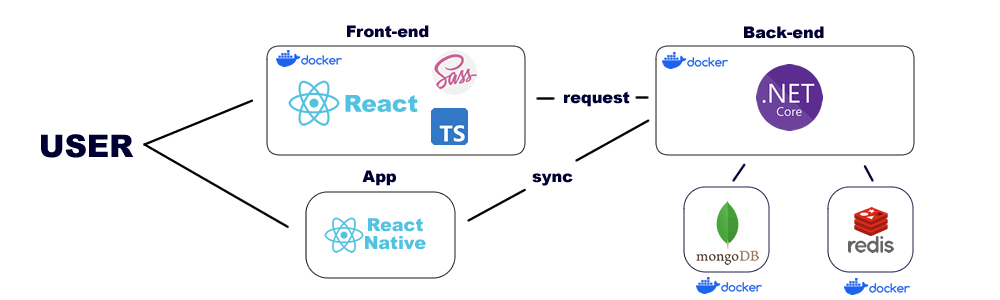 Front-end
Back-end
docker
docker
Sass
React
TS
.NET
Core
request
USER
App
sync
React
Native
mongoDB
redis
docker
docker